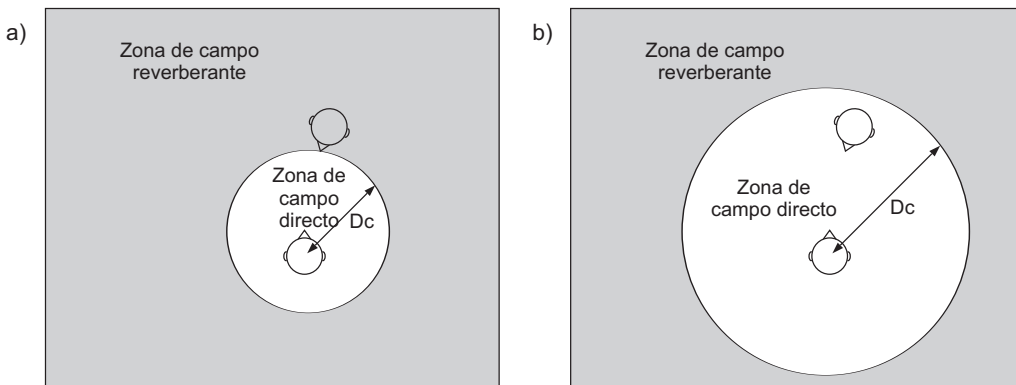 a)
Zona de campo
reverberante
Zona de
campo
directo
Dc
b)
Zona de campo
reverberante
Zona de
campo directo
Dc